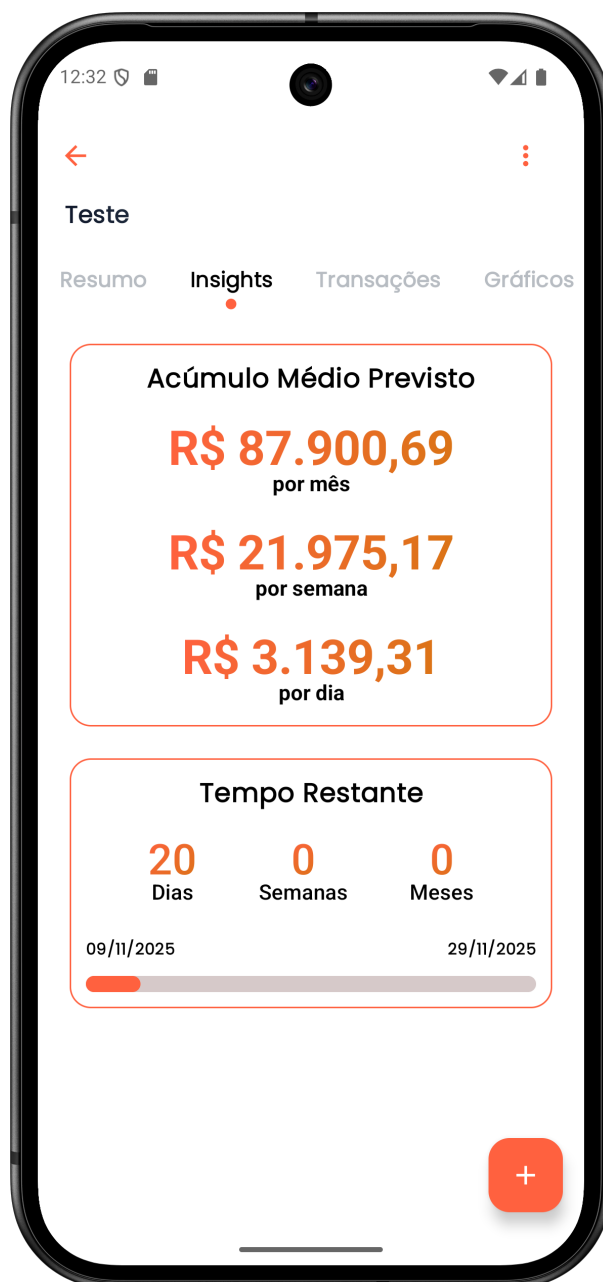 12:32
Teste
Resumo Insights Transações Gráficos
Acúmulo Médio Previsto
R$ 87.900,69
por mês
R$ 21.975,17
por semana
R$ 3.139,31
por dia
Tempo Restante
20 0 0
Dias Semanas Meses
09/11/2025 29/11/2025
+